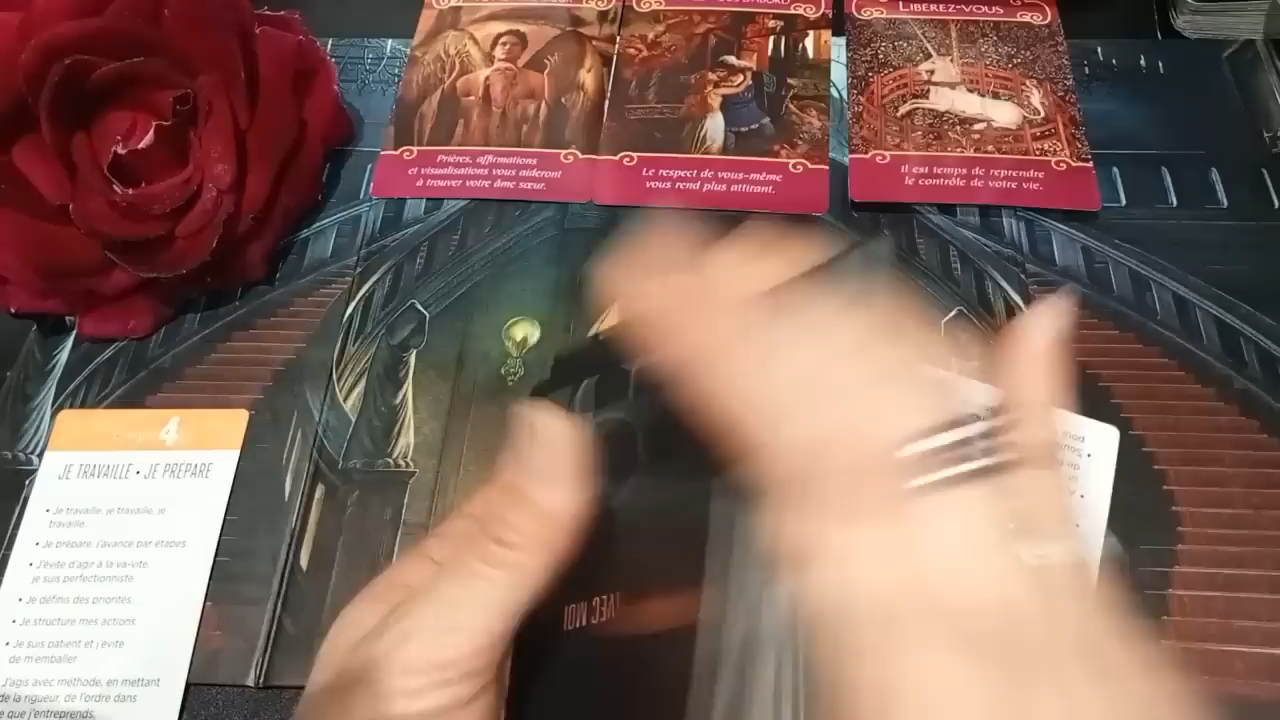 LIBEREZ-VOUS
Prières, affirmations
et visualisations vous aideront
à trouver votre âme sœur.
Le respect de vous-même
vous rend plus attirant.
Il est temps de reprendre
le contrôle de votre vie.
4
JE TRAVAILLE • JE PRÉPARE
• Je travaille, je travaille, je
travaille.
• Je prépare, j'avance par étapes
• J'évite d'agir à la va-vite,
je suis perfectionniste
• Je définis des priorités...
• Je structure mes actions.
• Je suis patient et j'évite
de m'emballer
J'agis avec méthode, en mettant
de la rigueur, de l'ordre dans
que j'entreprends.
MOI